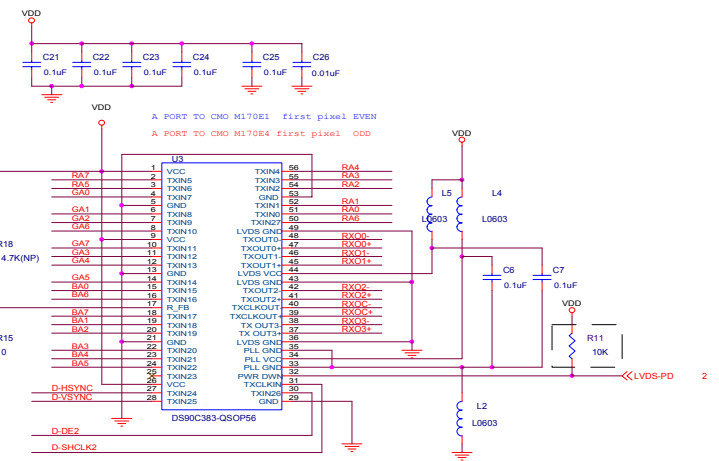 VDD
C21 C22 C23 C24 C25 C26
0.1uF 0.1uF 0.1uF 0.1uF 0.1uF 0.01uF
VDD
A PORT TO CMO M170E1 first pixel EVEN
A PORT TO CMO M170E4 first pixel ODD
VDD
U3
1 VCC TXIN4 56 RA4
RA7 2 TXIN5 TXIN3 55 RA3
RA5 3 TXIN6 TXIN2 54 RA2
GA0 4 TXIN7 GND 53
5 GND TXIN1 52 RA1
GA1 6 TXIN8 TXIN0 51 RA0
GA2 7 TXIN9 TXIN27 50 RA6
GA6 8 TXIN10 LVDS GND 49
9 VCC TXOUT0- 48 RXO0-
GA7 10 TXIN11 TXOUT0+ 47 RXO0+
GA3 11 TXIN12 TXOUT1- 46 RXO1-
GA4 12 TXIN13 TXOUT1+ 45 RXO1+
13 GND LVDS VCC 44
GA5 14 TXIN14 LVDS GND 43
BA0 15 TXIN15 TXOUT2- 42 RXO2-
BA6 16 TXIN16 TXOUT2+ 41 RXO2+
17 R_FB TXCLKOUT- 40 RXOC-
BA7 18 TXIN17 TXCLKOUT+ 39 RXOC+
BA1 19 TXIN18 TX OUT3- 38 RXO3-
BA2 20 TXIN19 TX OUT3+ 37 RXO3+
21 GND LVDS GND 36
BA3 22 TXIN20 PLL GND 35
BA4 23 TXIN21 PLL VCC 34
BA5 24 TXIN22 PLL GND 33
25 TXIN23 PWR DWN 32
26 VCC TXCLKIN 31
D-HSYNC 27 TXIN24 TXIN26 30
D-VSYNC 28 TXIN25 GND 29
DS90C383-QSOP56
D-DE2
D-SHCLK2
R18
4.7K(NP)
R15
0
L5 L4
L0603 L0603
C6 C7
0.1uF 0.1uF
VDD
R11
10K
LVDS-PD 2
L2
L0603